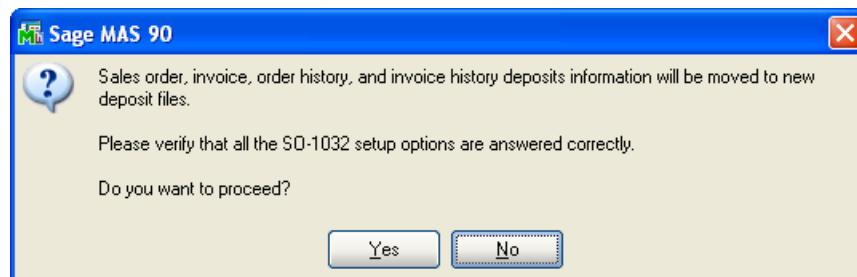 Sage MAS 90
Sales order, invoice, order history, and invoice history deposits information will be moved to new
deposit files.
Please verify that all the SO-1032 setup options are answered correctly.
Do you want to proceed?
Yes No